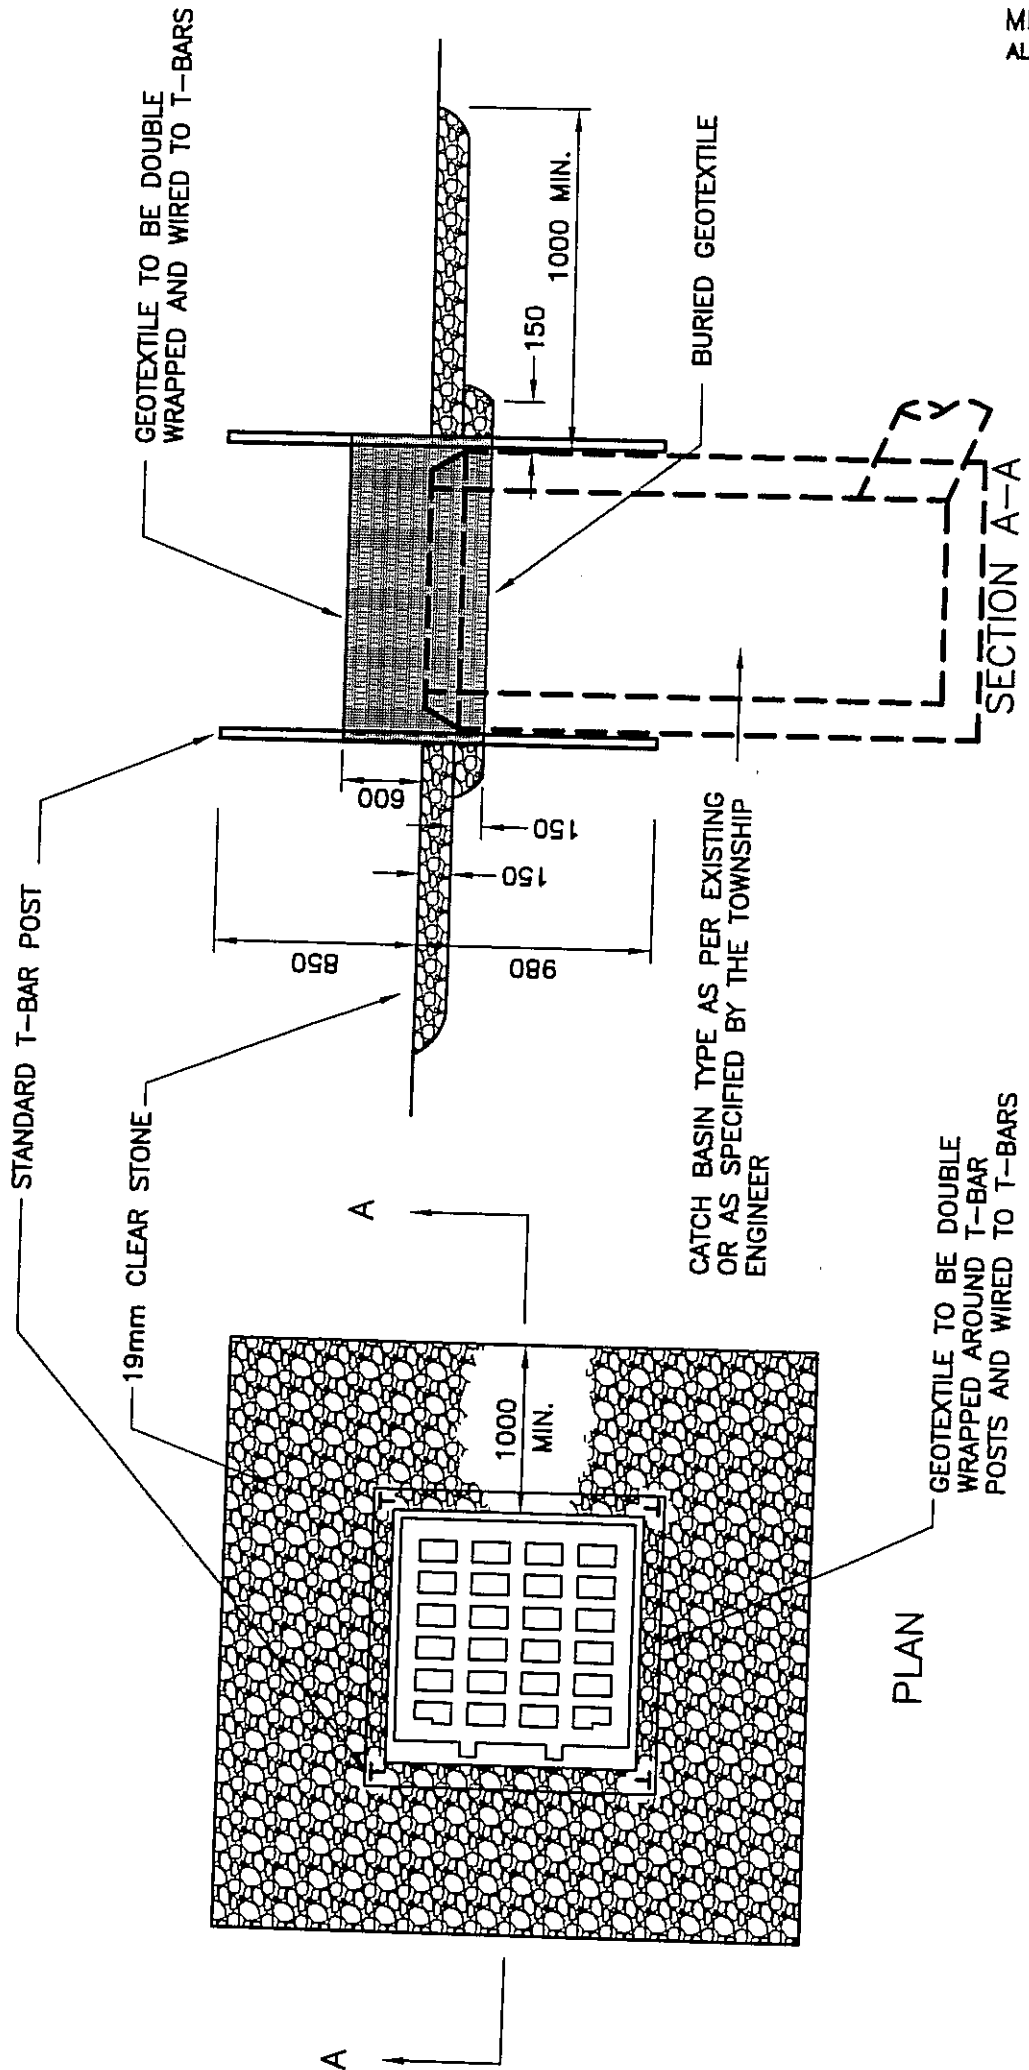 STANDARD T-BAR POST
19mm CLEAR STONE
GEOTEXTILE TO BE DOUBLE
WRAPPED AND WIRED TO T-BARS
850
980
600
150
150
1000 MIN.
150
BURIED GEOTEXTILE
CATCH BASIN TYPE AS PER EXISTING
OR AS SPECIFIED BY THE TOWNSHIP
ENGINEER
SECTION A-A
A
A
1000
MIN.
T
T
T
T
GEOTEXTILE TO BE DOUBLE
WRAPPED AROUND T-BAR
POSTS AND WIRED TO T-BARS
PLAN
AL